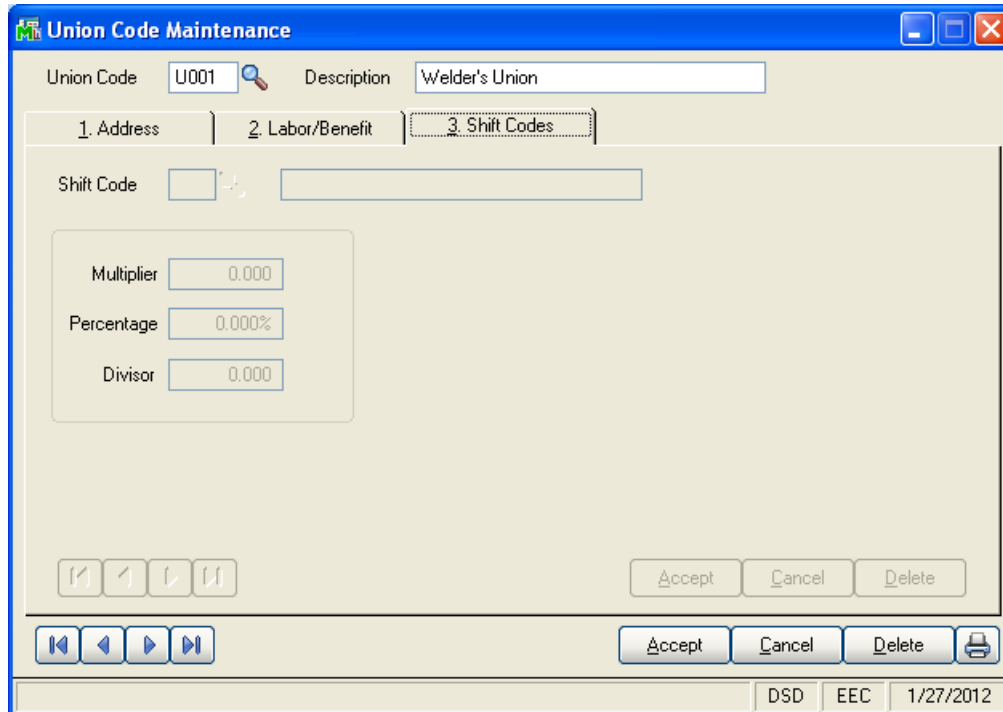 Union Code Maintenance
Union Code U001 Description Welder's Union
1. Address 2. Labor/Benefit 3. Shift Codes
Shift Code
Multiplier 0.000
Percentage 0.000%
Divisor 0.000
Accept Cancel Delete
Accept Cancel Delete
DSD EEC 1/27/2012